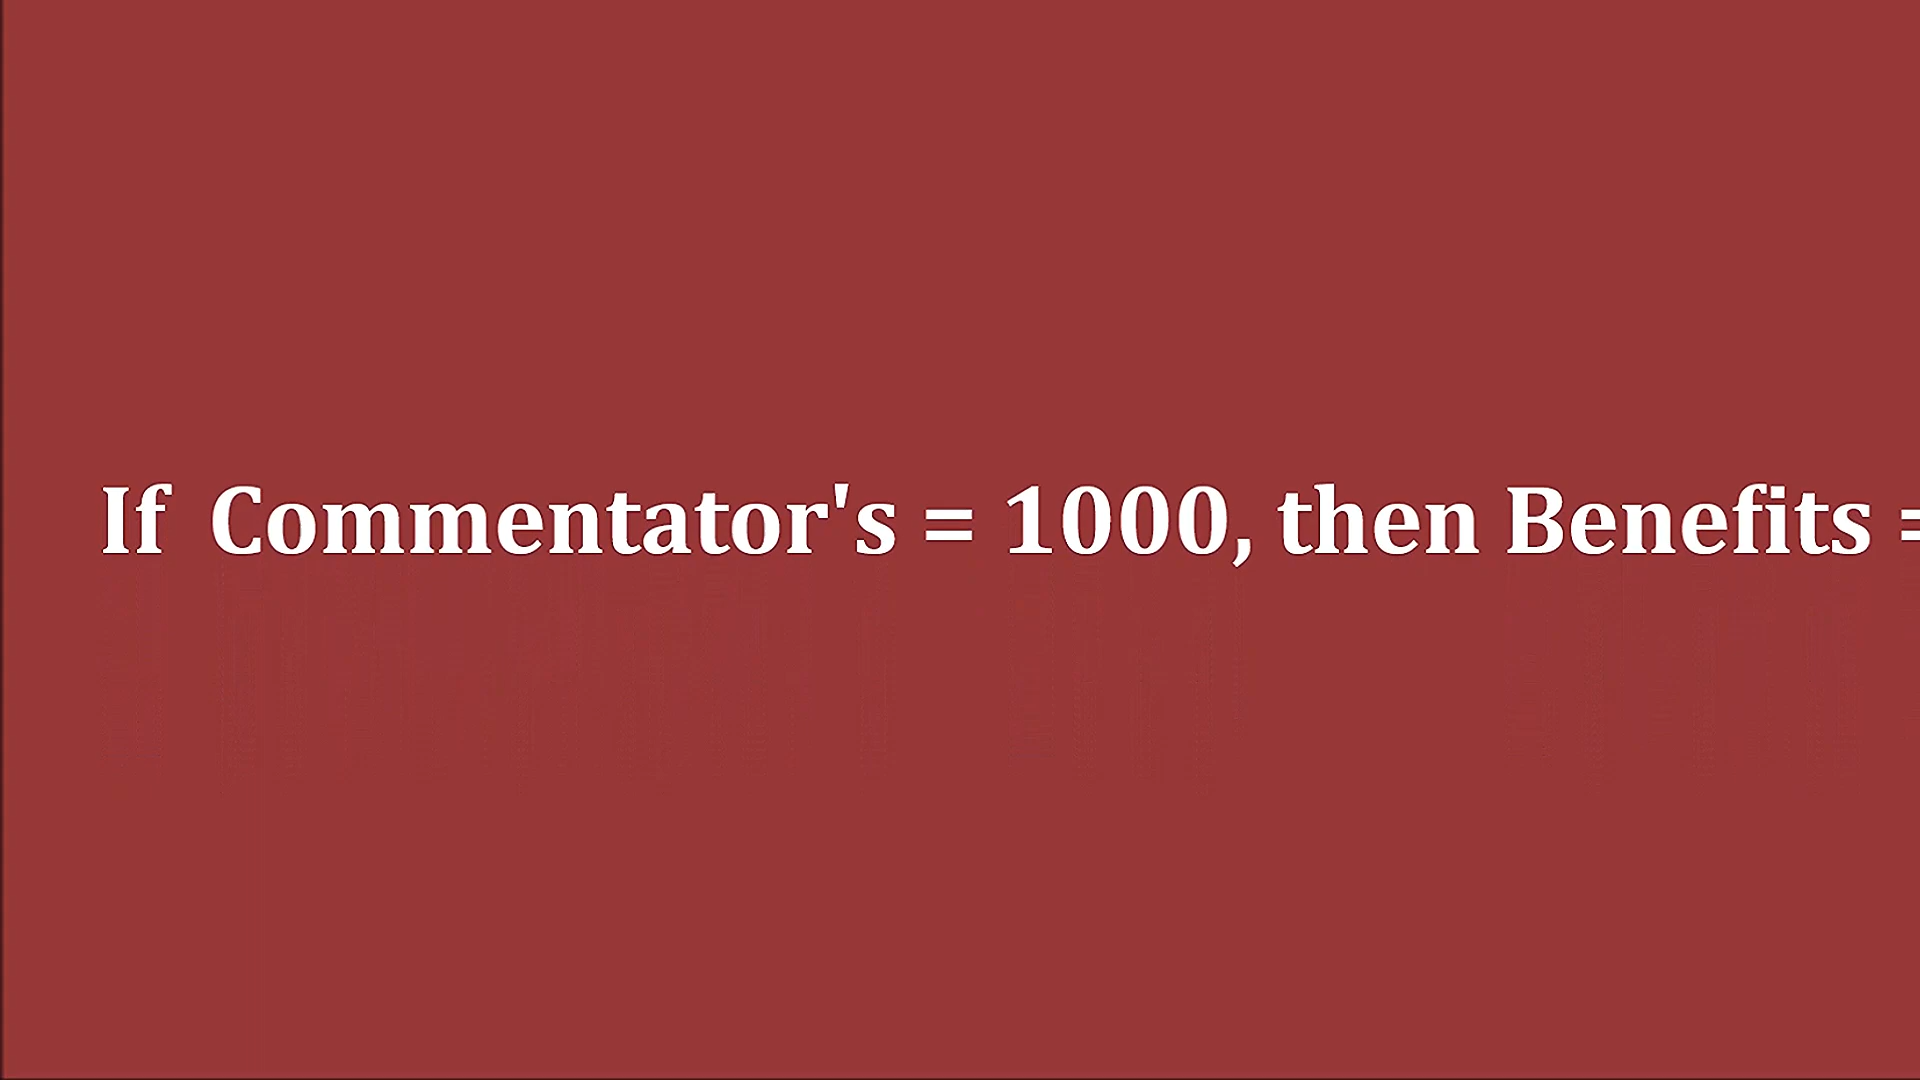 If Commentator's = 1000, then Benefits =